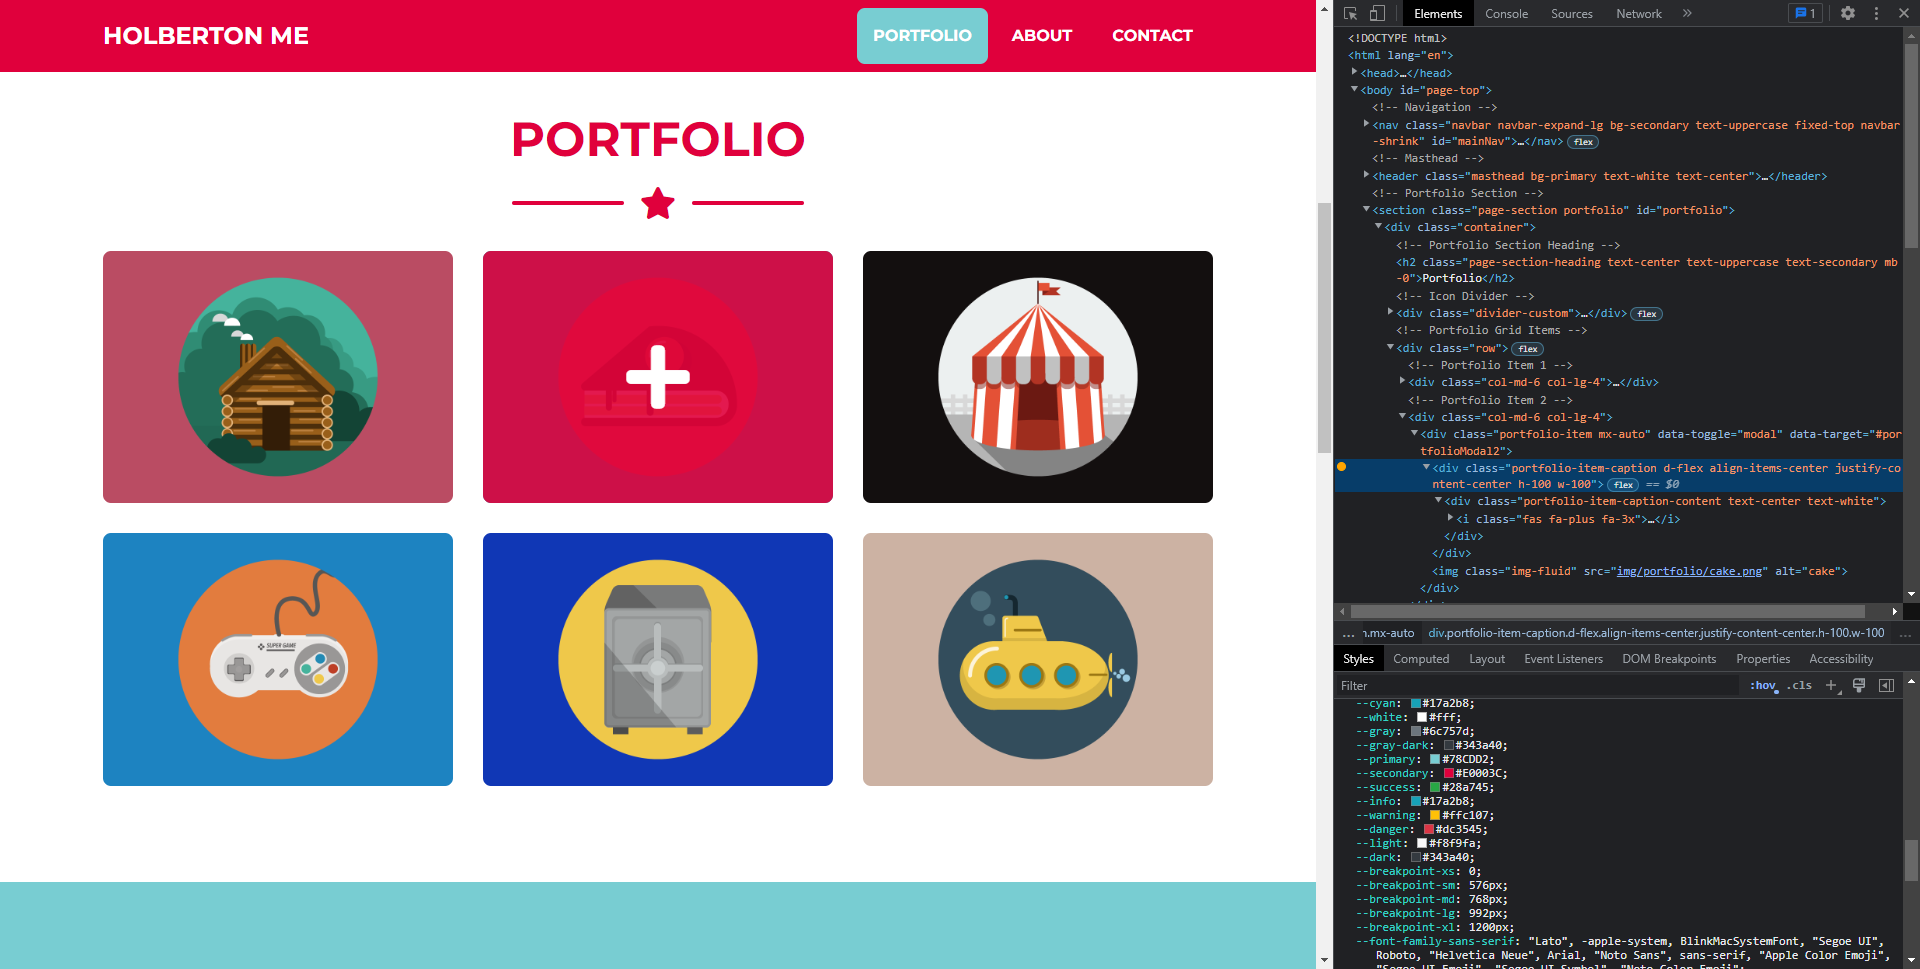 HOLBERTON ME
PORTFOLIO
ABOUT
CONTACT
PORTFOLIO
SUPER GAME
Elements
Console
Sources
Network
»
1
<!DOCTYPE html>
<html lang="en">
<head>…</head>
<body id="page-top">
<!-- Navigation -->
<nav class="navbar navbar-expand-lg bg-secondary text-uppercase fixed-top navbar
-shrink" id="mainNav">…</nav> flex
<!-- Masthead -->
<header class="masthead bg-primary text-white text-center">…</header>
<!-- Portfolio Section -->
<section class="page-section portfolio" id="portfolio">
<div class="container">
<!-- Portfolio Section Heading -->
<h2 class="page-section-heading text-center text-uppercase text-secondary mb
-0">Portfolio</h2>
<!-- Icon Divider -->
<div class="divider-custom">…</div> flex
<!-- Portfolio Grid Items -->
<div class="row"> flex
<!-- Portfolio Item 1 -->
<div class="col-md-6 col-lg-4">…</div>
<!-- Portfolio Item 2 -->
<div class="col-md-6 col-lg-4">
<div class="portfolio-item mx-auto" data-toggle="modal" data-target="#por
tfolioModal2">
<div class="portfolio-item-caption d-flex align-items-center justify-co
ntent-center h-100 w-100"> flex == $0
<div class="portfolio-item-caption-content text-center text-white">
<i class="fas fa-plus fa-3x">…</i>
</div>
</div>
<img class="img-fluid" src="img/portfolio/cake.png" alt="cake">
</div>
… n.mx-auto div.portfolio-item-caption.d-flex.align-items-center.justify-content-center.h-100.w-100 …
Styles
Computed
Layout
Event Listeners
DOM Breakpoints
Properties
Accessibility
Filter
:hov
.cls
+
--cyan: #17a2b8;
--white: #fff;
--gray: #6c757d;
--gray-dark: #343a40;
--primary: #78CDD2;
--secondary: #E0003C;
--success: #28a745;
--info: #17a2b8;
--warning: #ffc107;
--danger: #dc3545;
--light: #f8f9fa;
--dark: #343a40;
--breakpoint-xs: 0;
--breakpoint-sm: 576px;
--breakpoint-md: 768px;
--breakpoint-lg: 992px;
--breakpoint-xl: 1200px;
--font-family-sans-serif: "Lato", -apple-system, BlinkMacSystemFont, "Segoe UI",
Roboto, "Helvetica Neue", Arial, "Noto Sans", sans-serif, "Apple Color Emoji",
"Segoe UI Emoji", "Segoe UI Symbol", "Noto Color Emoji";